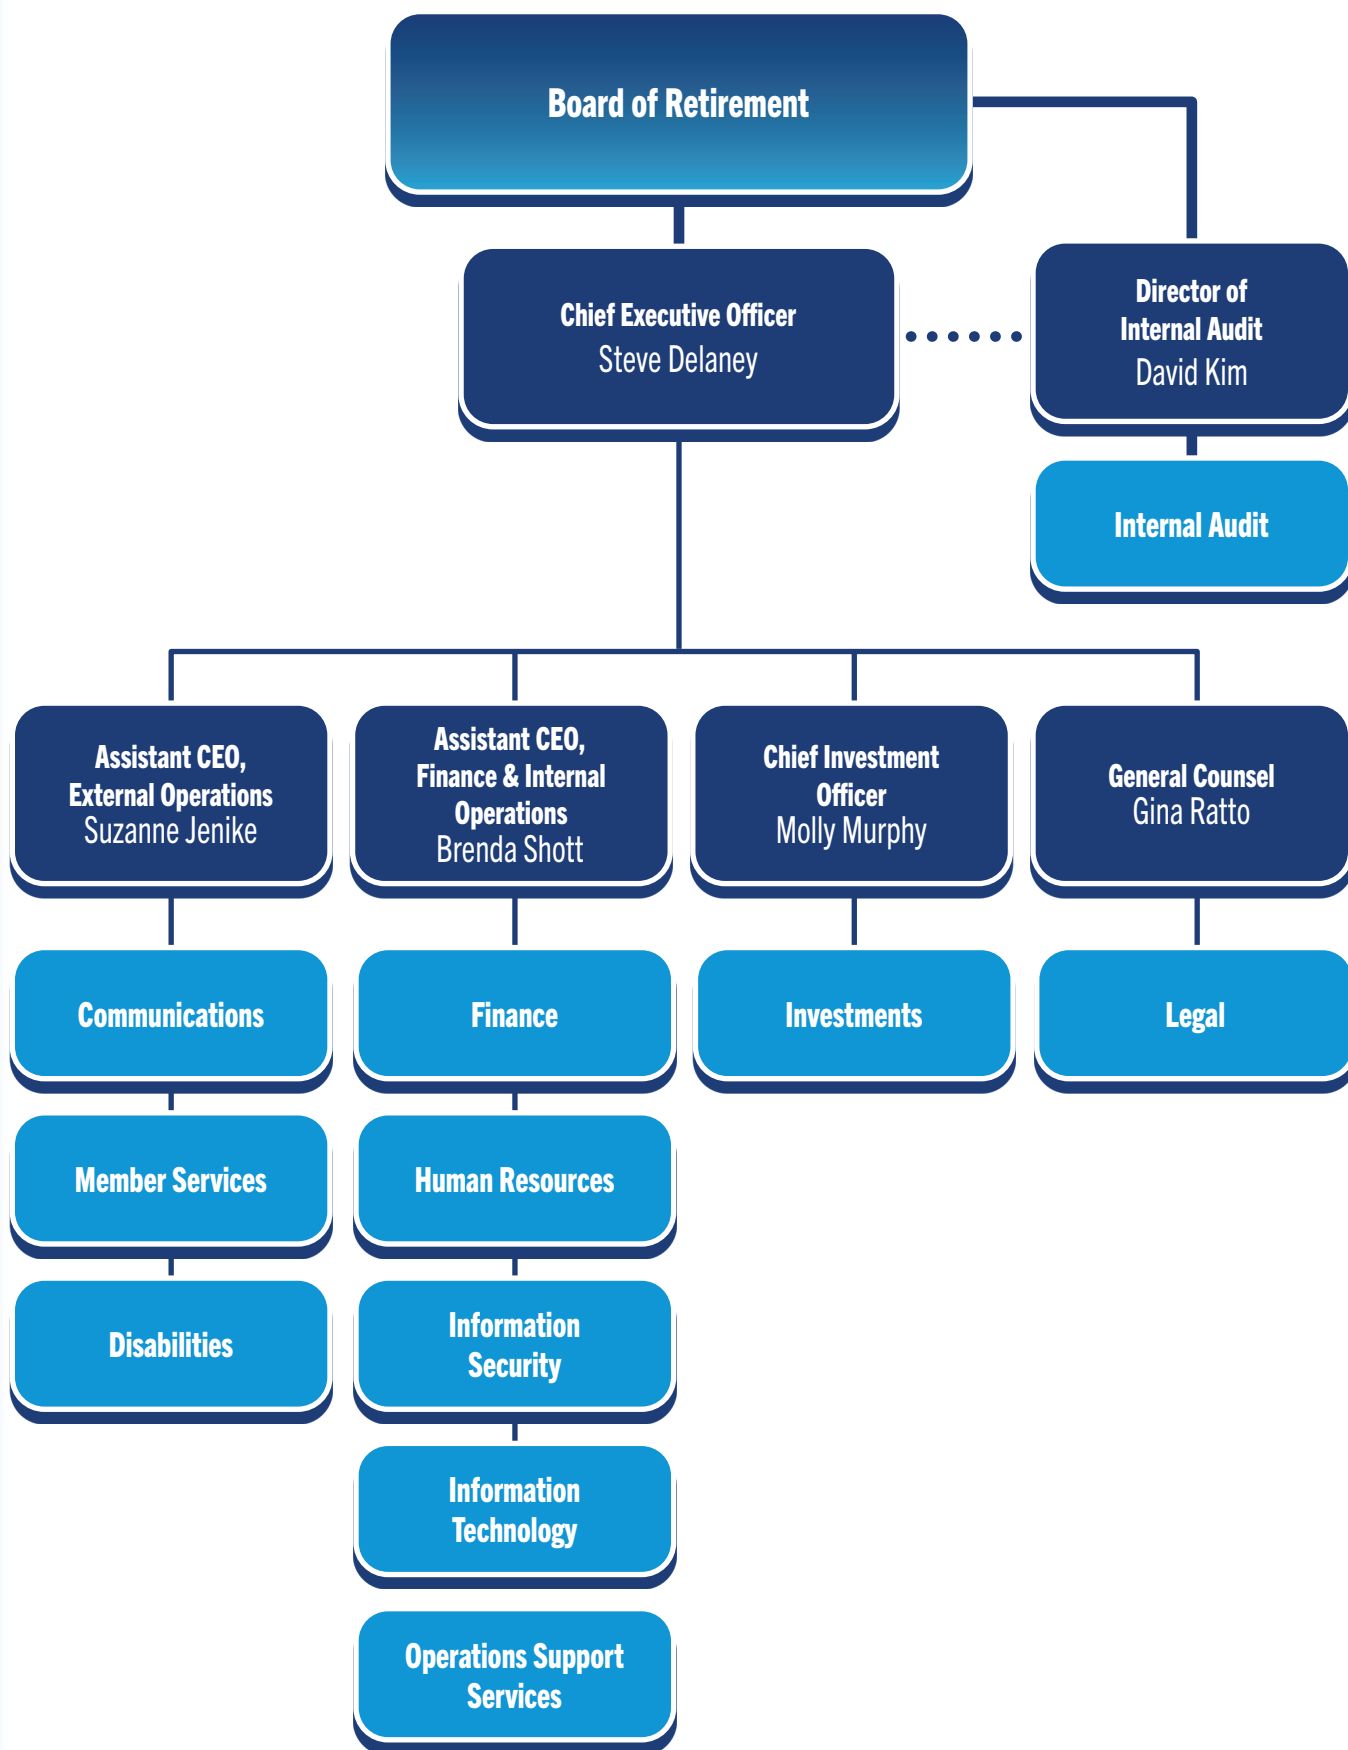 Board of Retirement
Chief Executive Officer
Steve Delaney
Director of
Internal Audit
David Kim
Internal Audit
Assistant CEO,
External Operations
Suzanne Jenike
Assistant CEO,
Finance & Internal
Operations
Brenda Shott
Chief Investment
Officer
Molly Murphy
General Counsel
Gina Ratto
Communications
Finance
Investments
Legal
Member Services
Human Resources
Disabilities
Information
Security
Information
Technology
Operations Support
Services